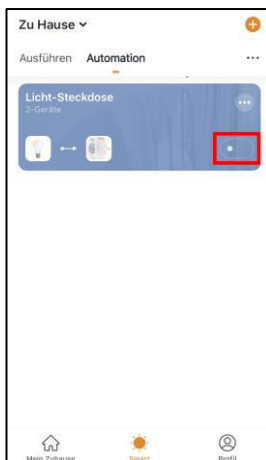 Zu Hause
Ausführen Automation
Licht-Steckdose
2-Geräte
Mein Zuhause Smart Profil